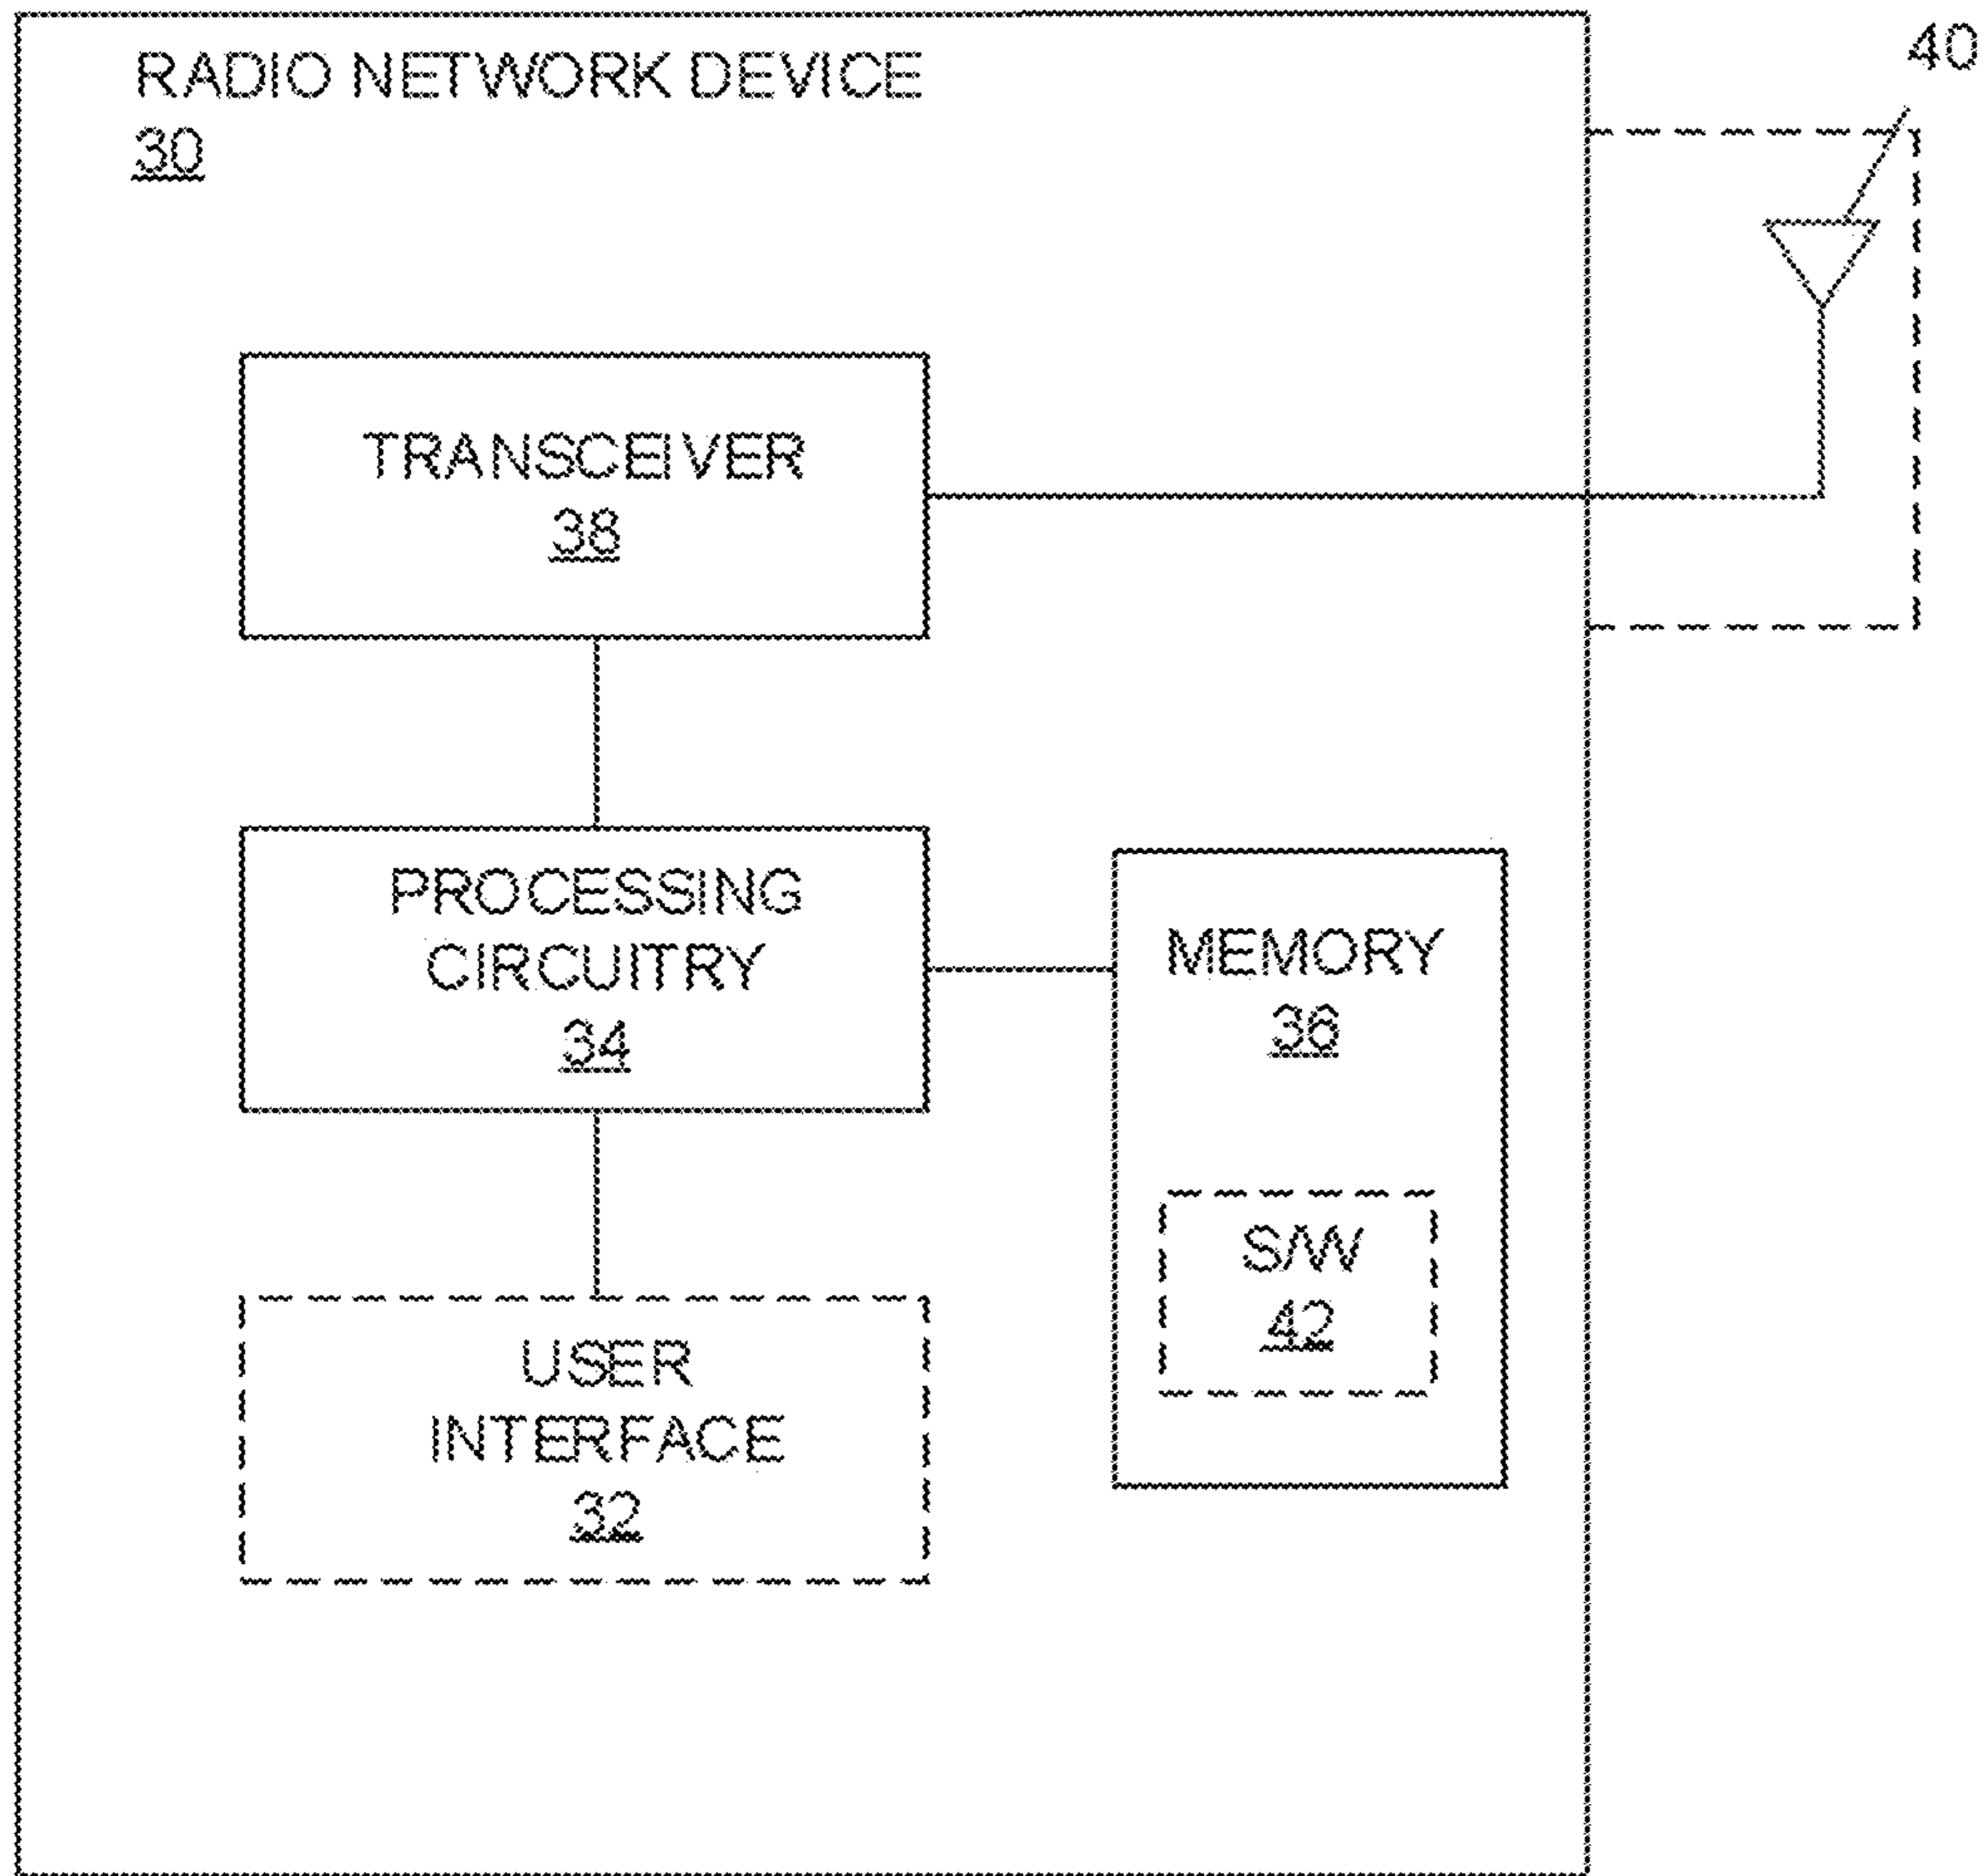 RADIO NETWORK DEVICE
30
40
TRANSCEIVER
38
PROCESSING
CIRCUITRY
34
MEMORY
36
S/W
42
USER
INTERFACE
32